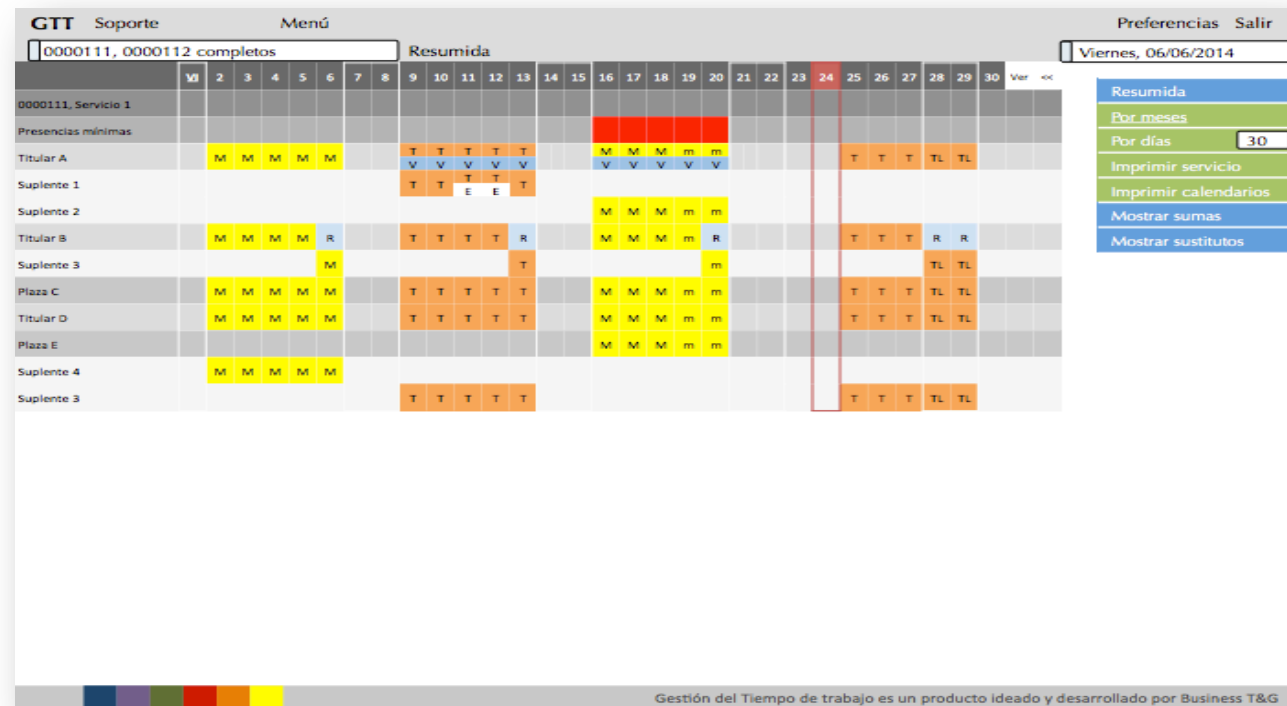 GTT Soporte Menú Preferencias Salir
0000111, 0000112 completos Resumida Viernes, 06/06/2014
VI 2 3 4 5 6 7 8 9 10 11 12 13 14 15 16 17 18 19 20 21 22 23 24 25 26 27 28 29 30 Ver <<
Resumida
0000111, Servicio 1
Por meses
Presencias mínimas
Por días 30
Titular A M M M M M T T T T T M M M m m T T T TL TL
V V V V V V V V V V
Imprimir servicio
Suplente 1 T T T T T
E E
Imprimir calendarios
Suplente 2 M M M m m
Mostrar sumas
Titular B M M M M R T T T T R M M M m R T T T R R
Mostrar sustitutos
Suplente 3 M T m TL TL
Plaza C M M M M M T T T T T M M M m m T T T TL TL
Titular D M M M M M T T T T T M M M m m T T T TL TL
Plaza E M M M m m
Suplente 4 M M M M M
Suplente 3 T T T T T T T T TL TL
Gestión del Tiempo de trabajo es un producto ideado y desarrollado por Business T&G